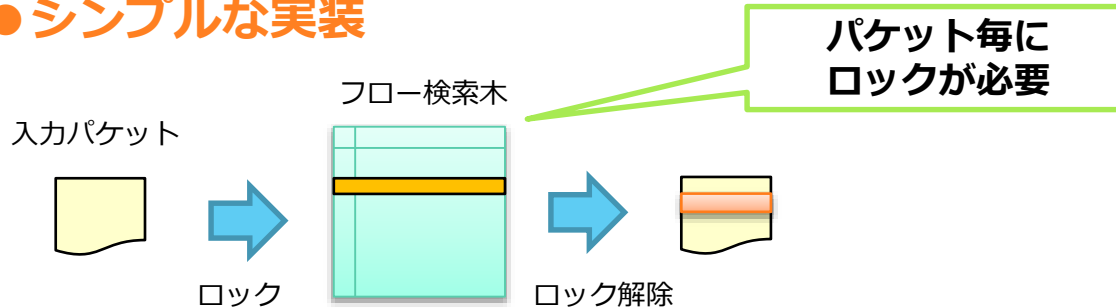 ●シンプルな実装
パケット毎に
ロックが必要
フロー検索木
入力パケット
ロック
ロック解除